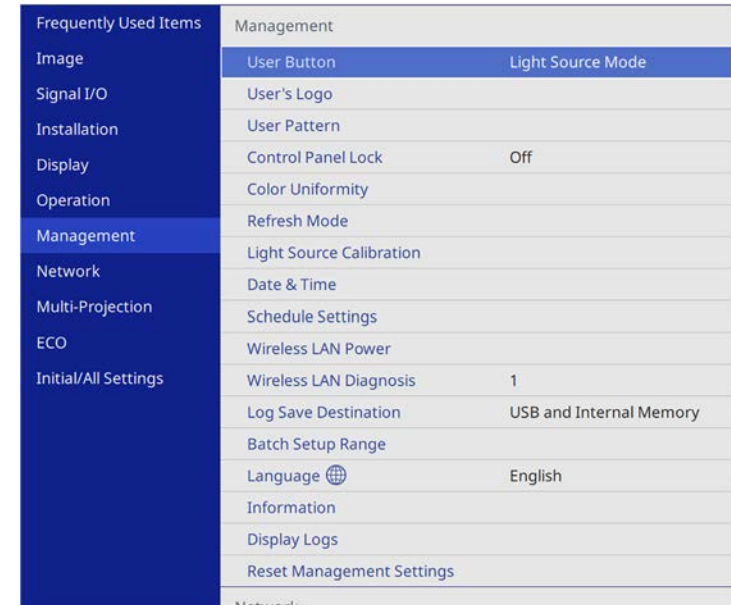 Frequently Used Items
Image
Signal I/O
Installation
Display
Operation
Management
Network
Multi-Projection
ECO
Initial/All Settings
Management
User Button Light Source Mode
User's Logo
User Pattern
Control Panel Lock Off
Color Uniformity
Refresh Mode
Light Source Calibration
Date & Time
Schedule Settings
Wireless LAN Power
Wireless LAN Diagnosis 1
Log Save Destination USB and Internal Memory
Batch Setup Range
Language English
Information
Display Logs
Reset Management Settings
Network